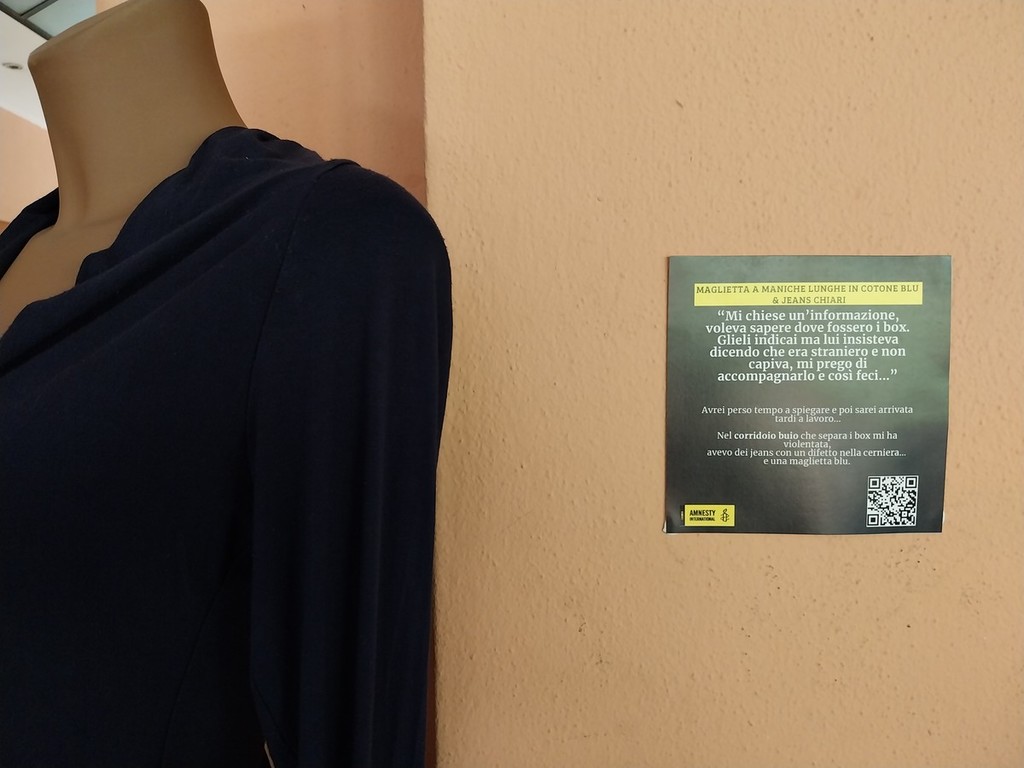 MAGLIETTA A MANICHE LUNGHE IN COTONE BLU
& JEANS CHIARI
“Mi chiese un’informazione,
voleva sapere dove fossero i box.
Glieli indicai ma lui insisteva
dicendo che era straniero e non
capiva, mi prego di
accompagnarlo e così feci...”
Avrei perso tempo a spiegare e poi sarei arrivata
tardi a lavoro...
Nel corridoio buio che separa i box mi ha
violentata,
avevo dei jeans con un difetto nella cerniera...
e una maglietta blu.
AMNESTY
INTERNATIONAL